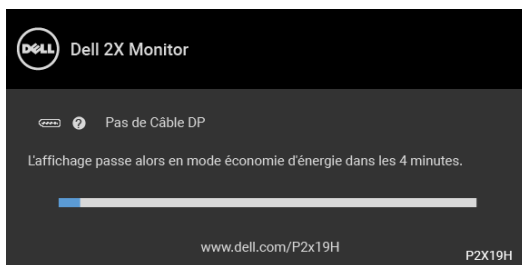 DELL Dell 2X Monitor
? Pas de Câble DP
L'affichage passe alors en mode économie d'énergie dans les 4 minutes.
www.dell.com/P2x19H
P2X19H